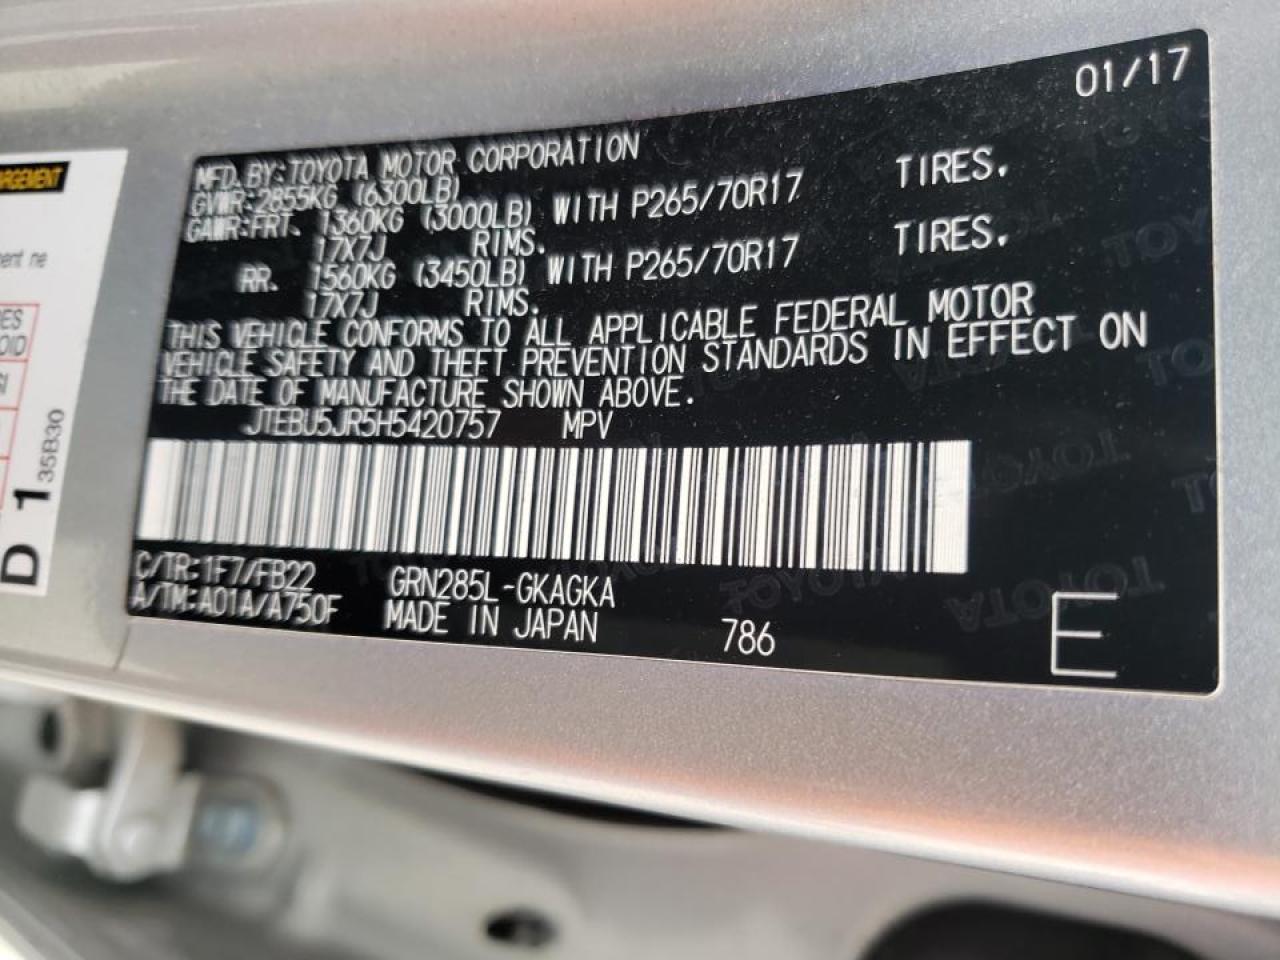 01/17
MFD. BY: TOYOTA MOTOR CORPORATION
GVWR: 2855KG (6300LB)
GAWR: FRT. 1360KG (3000LB) WITH P265/70R17 TIRES.
17X7J RIMS.
RR. 1560KG (3450LB) WITH P265/70R17 TIRES.
17X7J RIMS.
THIS VEHICLE CONFORMS TO ALL APPLICABLE FEDERAL MOTOR
VEHICLE SAFETY AND THEFT PREVENTION STANDARDS IN EFFECT ON
THE DATE OF MANUFACTURE SHOWN ABOVE.
JTEBU5JR5H5420757 MPV
C/TR: 1F7/FB22 GRN285L-GKAGKA
A/TM: A01A/A750F MADE IN JAPAN 786 E
ent ne
D 1 35B30